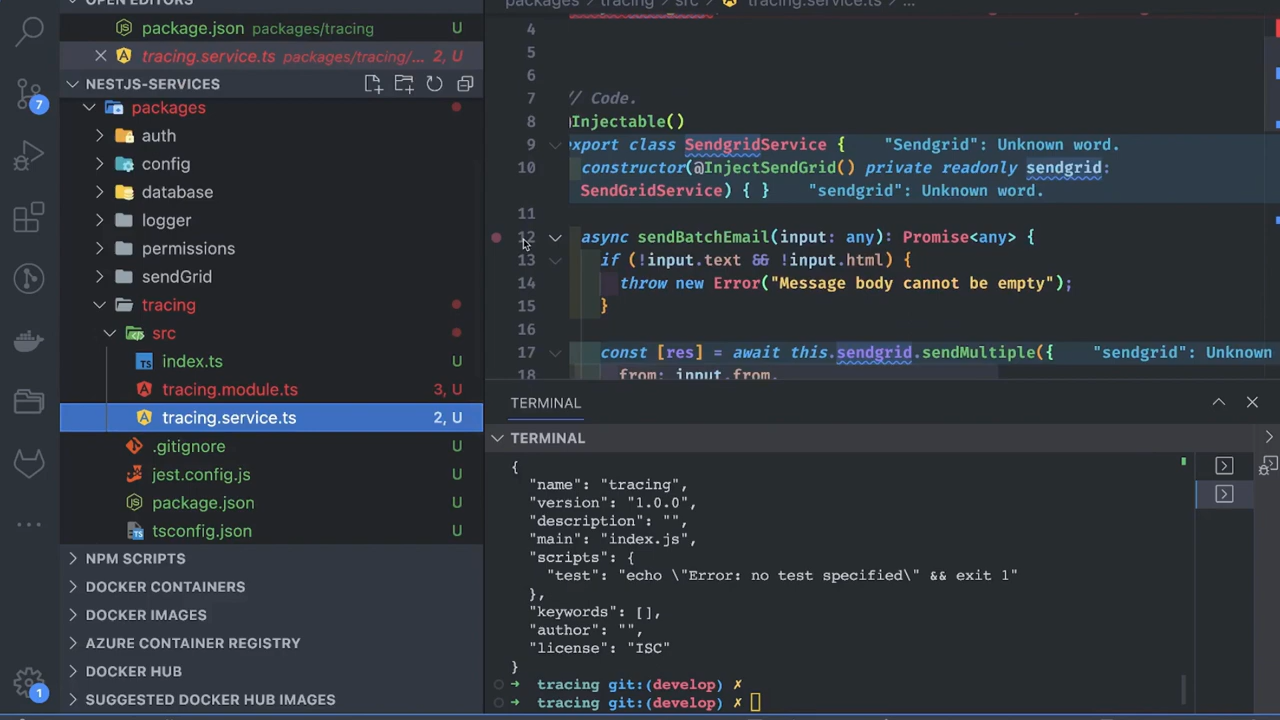 OPEN EDITORS
package.json packages/tracing U
tracing.service.ts packages/tracing/... 2, U
NESTJS-SERVICES
7
packages
auth
config
database
logger
permissions
sendGrid
tracing
src
index.ts U
tracing.module.ts 3, U
tracing.service.ts 2, U
.gitignore U
jest.config.js U
package.json U
tsconfig.json U
NPM SCRIPTS
DOCKER CONTAINERS
DOCKER IMAGES
AZURE CONTAINER REGISTRY
DOCKER HUB
1
SUGGESTED DOCKER HUB IMAGES
packages > tracing > src > tracing.service.ts > ...
4
5
6
7 // Code.
8 Injectable()
9 export class SendgridService { "Sendgrid": Unknown word.
10 constructor(@InjectSendGrid() private readonly sendgrid:
SendGridService) { } "sendgrid": Unknown word.
11
12 async sendBatchEmail(input: any): Promise<any> {
13 if (!input.text && !input.html) {
14 throw new Error("Message body cannot be empty");
15 }
16
17 const [res] = await this.sendgrid.sendMultiple({ "sendgrid": Unknown
18 from: input.from,
TERMINAL
TERMINAL
{
"name": "tracing",
"version": "1.0.0",
"description": "",
"main": "index.js",
"scripts": {
"test": "echo \"Error: no test specified\" && exit 1"
},
"keywords": [],
"author": "",
"license": "ISC"
}
→ tracing git:(develop) ✗
→ tracing git:(develop) ✗